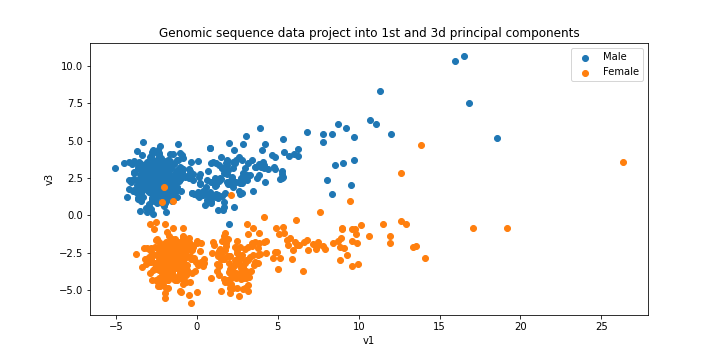 Genomic sequence data project into 1st and 3d principal components
Male
Female
10.0
7.5
5.0
2.5
0.0
−2.5
−5.0
v3
−5
0
5
10
15
20
25
v1